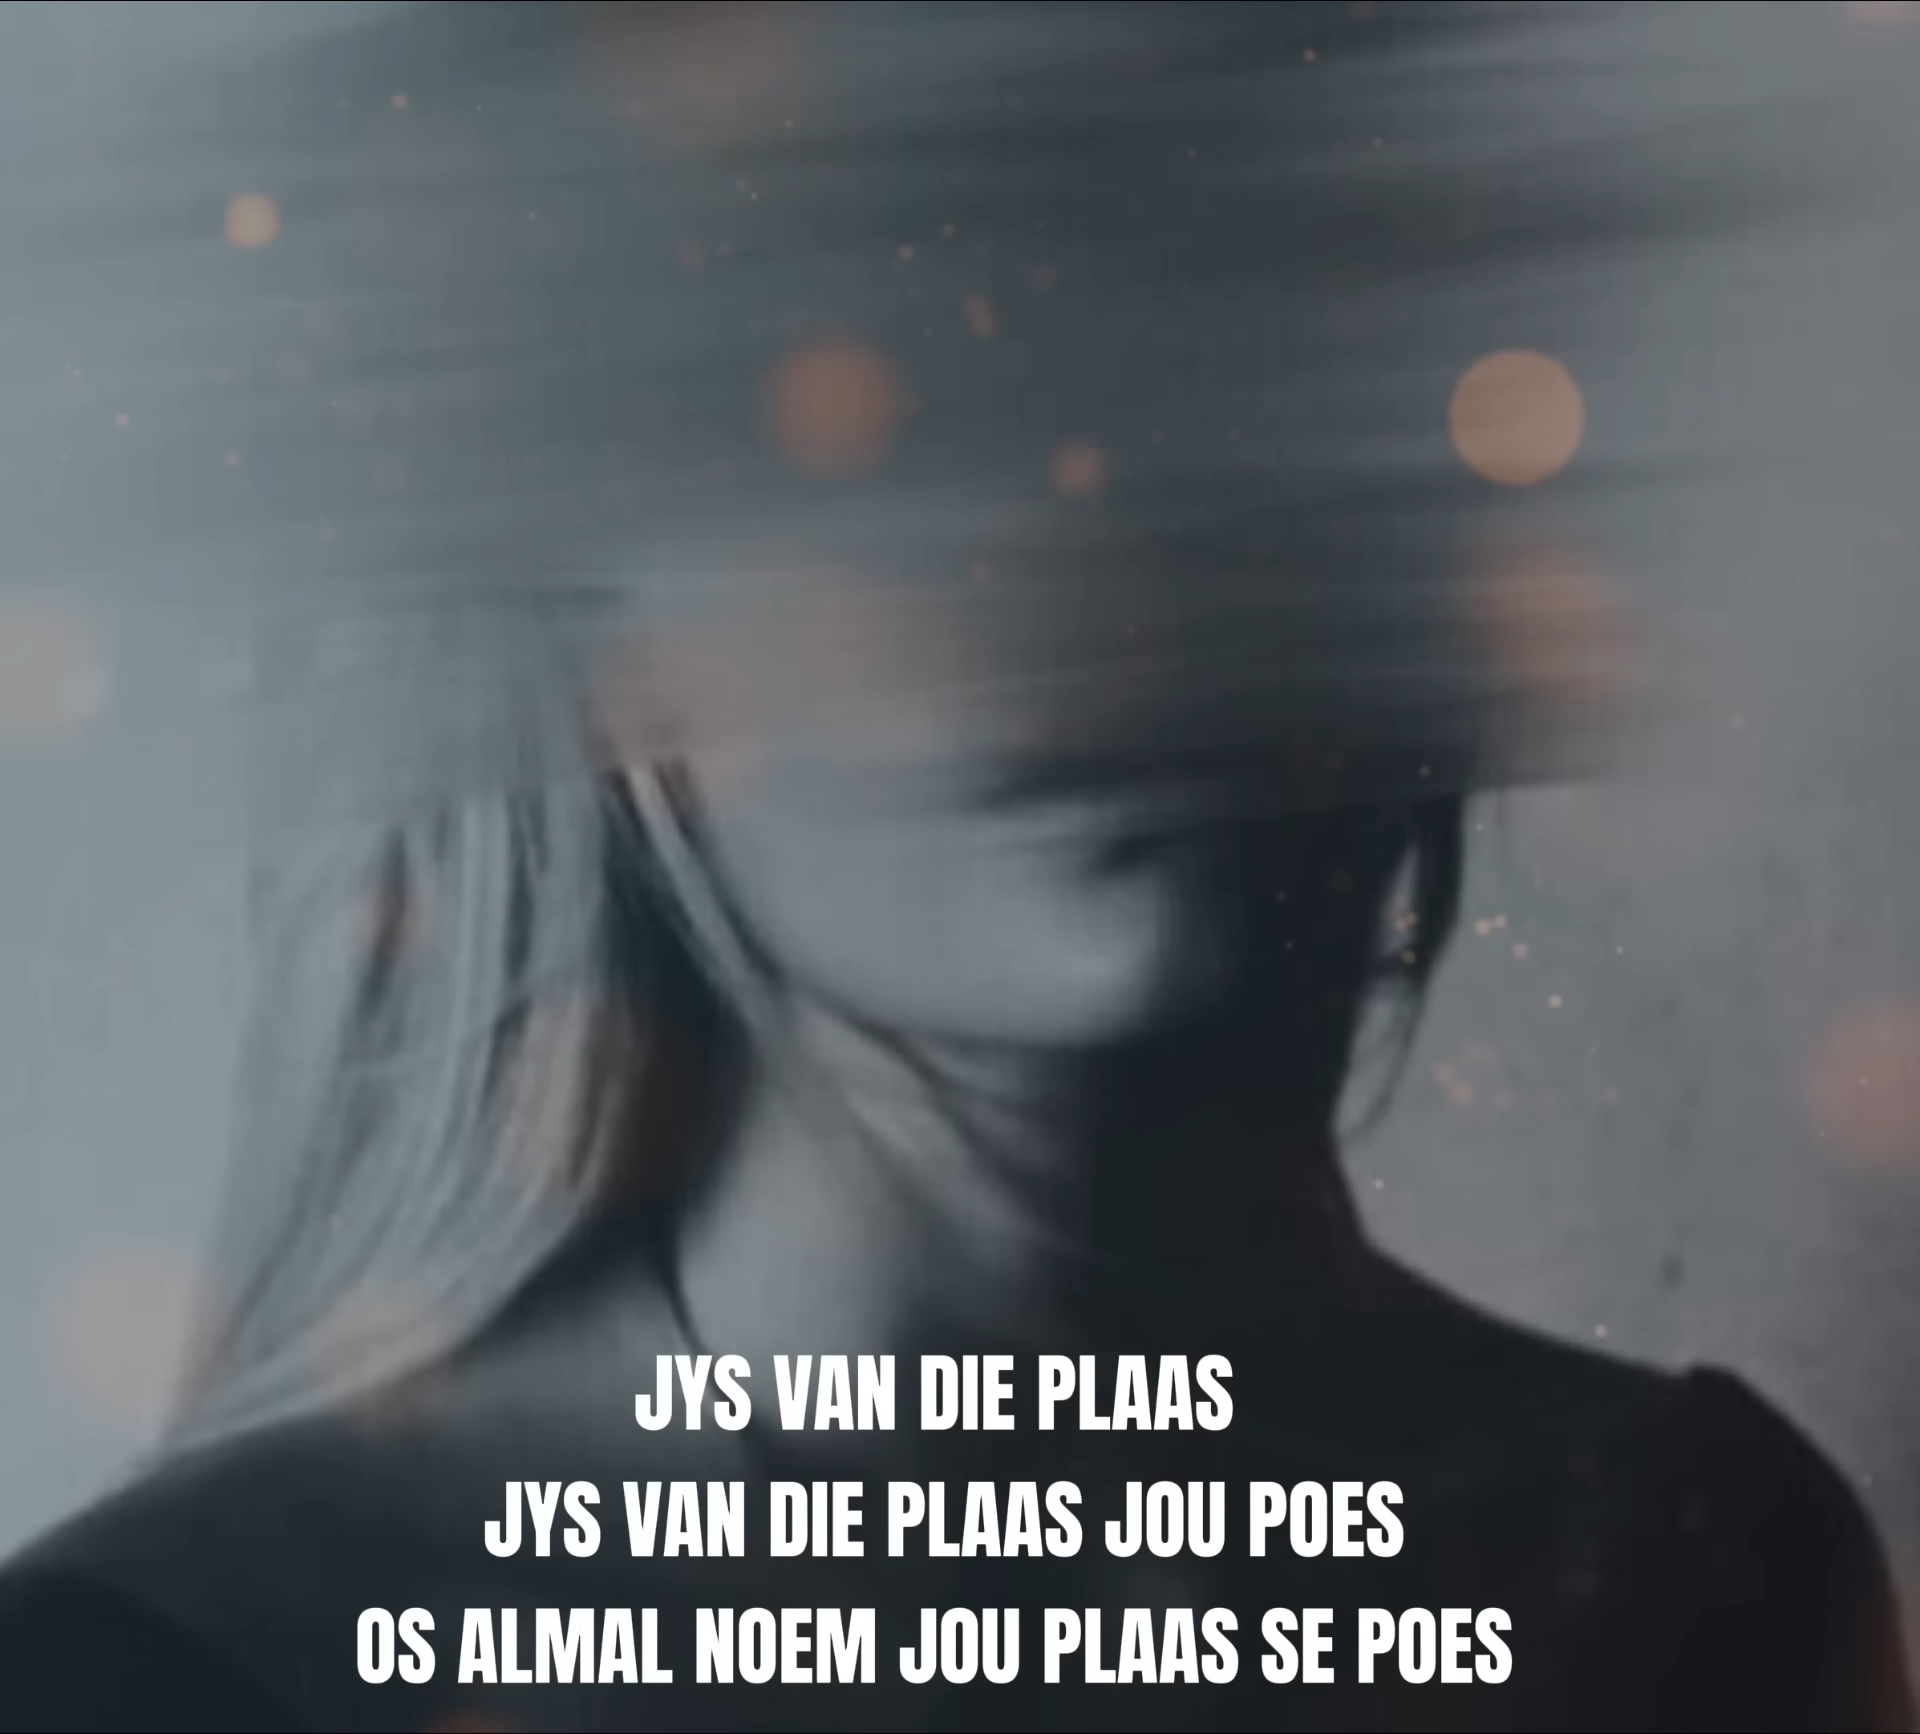 JYS VAN DIE PLAAS
JYS VAN DIE PLAAS JOU POES
OS ALMAL NOEM JOU PLAAS SE POES